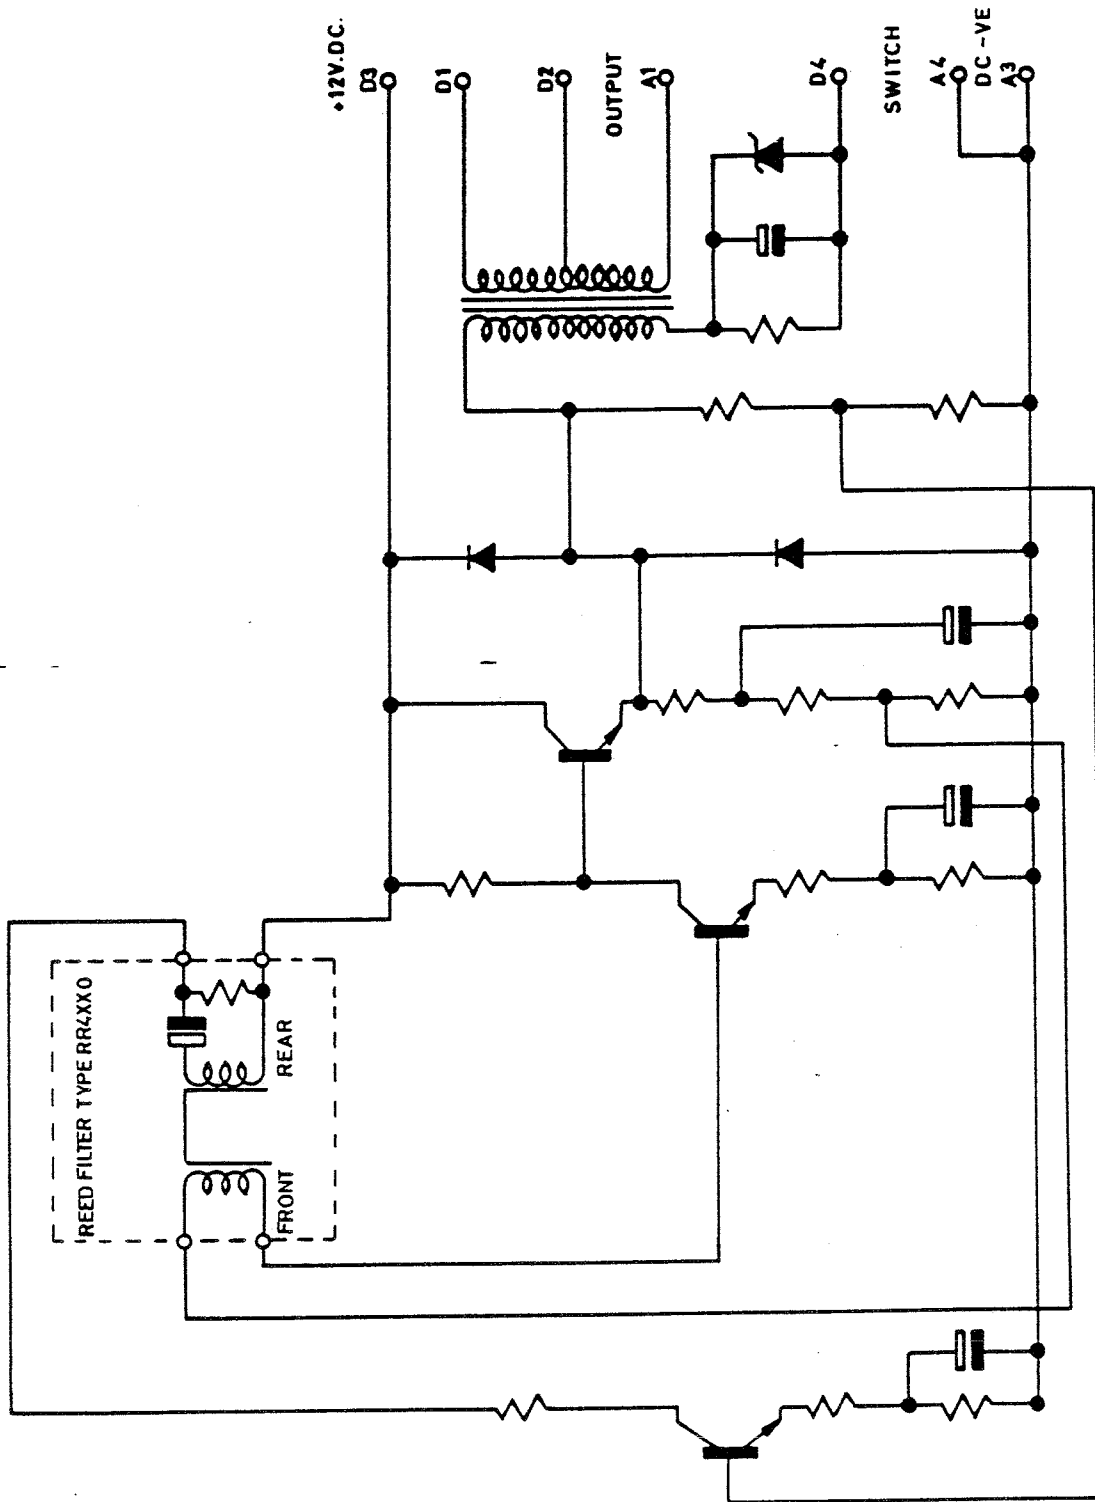 REED FILTER TYPE RR4XX0
FRONT
REAR
+12V.DC.
D3
D1
D2
OUTPUT
A1
D4
SWITCH
A4
DC -VE
A3